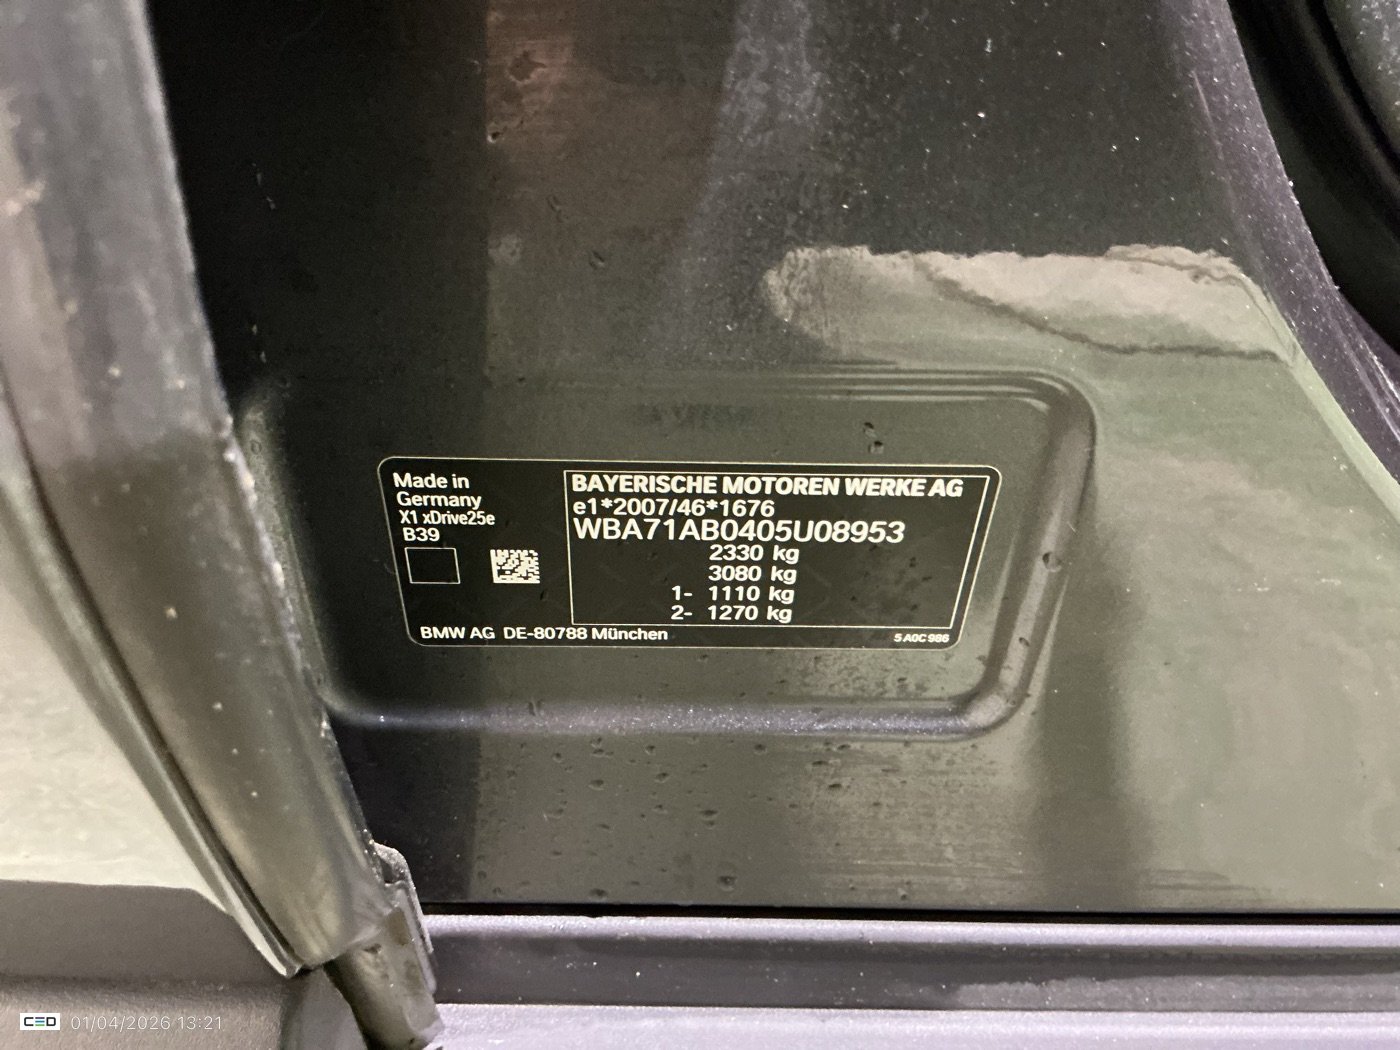 Made in
Germany
X1 xDrive25e
B39
BAYERISCHE MOTOREN WERKE AG
e1*2007/46*1676
WBA71AB0405U08953
2330 kg
3080 kg
1- 1110 kg
2- 1270 kg
BMW AG DE-80788 München
5 A0C 986
CED 01/04/2026 13:21